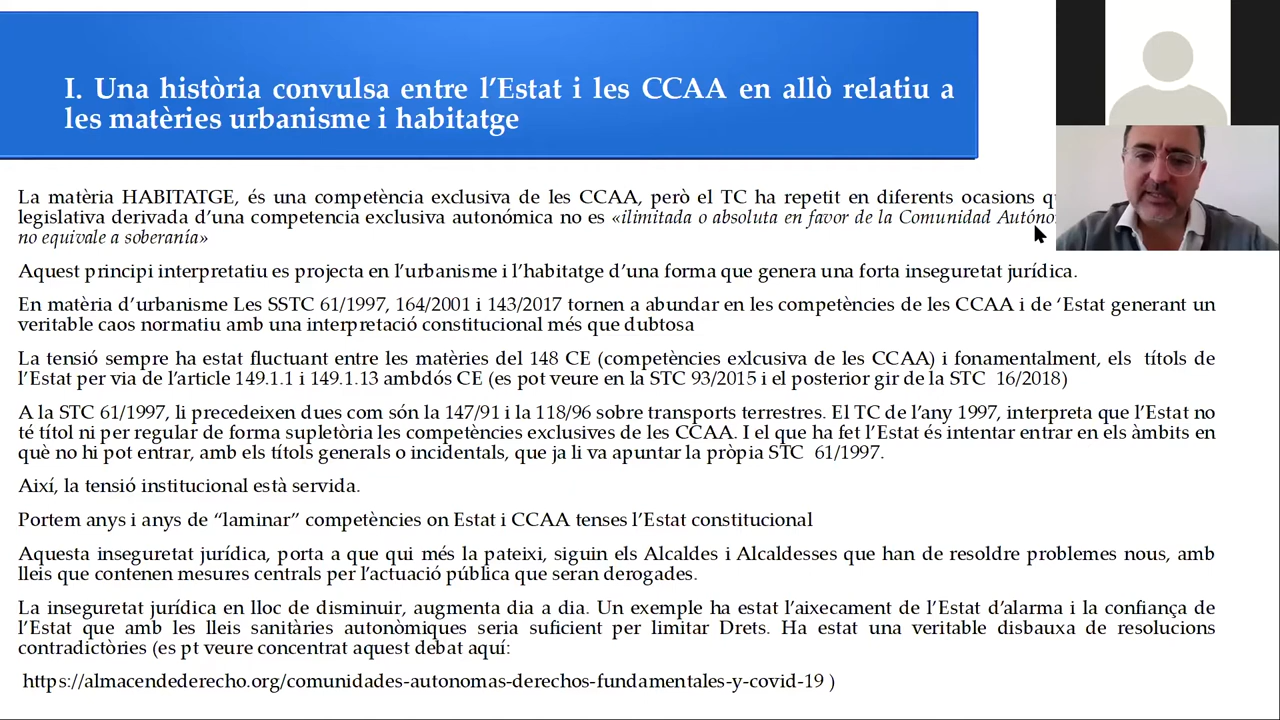 I. Una història convulsa entre l'Estat i les CCAA en allò relatiu a
les matèries urbanisme i habitatge
La matèria HABITATGE, és una competència exclusiva de les CCAA, però el TC ha repetit en diferents ocasions
legislativa derivada d'una competencia exclusiva autonómica no es «ilimitada o absoluta en favor de la Comunidad
no equivale a soberanía»
Aquest principi interpretatiu es projecta en l'urbanisme i l'habitatge d'una forma que genera una forta inseguretat jurídica.
En matèria d'urbanisme Les SSTC 61/1997, 164/2001 i 143/2017 tornen a abundar en les competències de les CCAA i de 'Estat generant un
veritable caos normatiu amb una interpretació constitucional més que dubtosa
La tensió sempre ha estat fluctuant entre les matèries del 148 CE (competències exlcusiva de les CCAA) i fonamentalment, els títols de
l'Estat per via de l'article 149.1.1 i 149.1.13 ambdós CE (es pot veure en la STC 93/2015 i el posterior gir de la STC 16/2018)
A la STC 61/1997, li precedeixen dues com són la 147/91 i la 118/96 sobre transports terrestres. El TC de l'any 1997, interpreta que l'Estat no
té títol ni per regular de forma supletòria les competències exclusives de les CCAA. I el que ha fet l'Estat és intentar entrar en els àmbits en
què no hi pot entrar, amb els títols generals o incidentals, que ja li va apuntar la pròpia STC 61/1997.
Així, la tensió institucional està servida.
Portem anys i anys de “laminar” competències on Estat i CCAA tenses l'Estat constitucional
Aquesta inseguretat jurídica, porta a que qui més la pateixi, siguin els Alcaldes i Alcaldesses que han de resoldre problemes nous, amb
lleis que contenen mesures centrals per l'actuació pública que seran derogades.
La inseguretat jurídica en lloc de disminuir, augmenta dia a dia. Un exemple ha estat l'aixecament de l'Estat d'alarma i la confiança de
l'Estat que amb les lleis sanitàries autonòmiques seria suficient per limitar Drets. Ha estat una veritable disbauxa de resolucions
contradictòries (es pt veure concentrat aquest debat aquí:
https://almacendederecho.org/comunidades-autonomas-derechos-fundamentales-y-covid-19 )